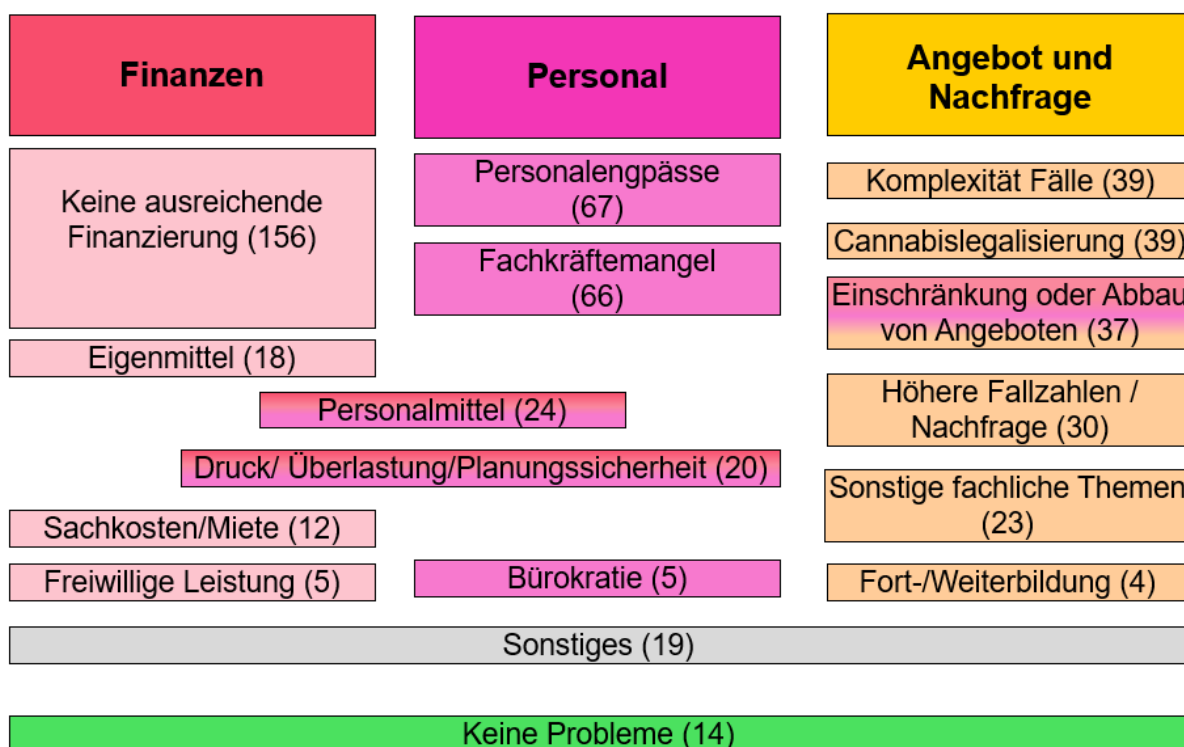 Finanzen
Keine ausreichende
Finanzierung (156)
Eigenmittel (18)
Personal
Personalengpässe
(67)
Fachkräftemangel
(66)
Personalmittel (24)
Druck/ Überlastung/Planungssicherheit (20)
Sachkosten/Miete (12)
Freiwillige Leistung (5)
Bürokratie (5)
Angebot und
Nachfrage
Komplexität Fälle (39)
Cannabislegalisierung (39)
Einschränkung oder Abbau
von Angeboten (37)
Höhere Fallzahlen /
Nachfrage (30)
Sonstige fachliche Themen
(23)
Fort-/Weiterbildung (4)
Sonstiges (19)
Keine Probleme (14)